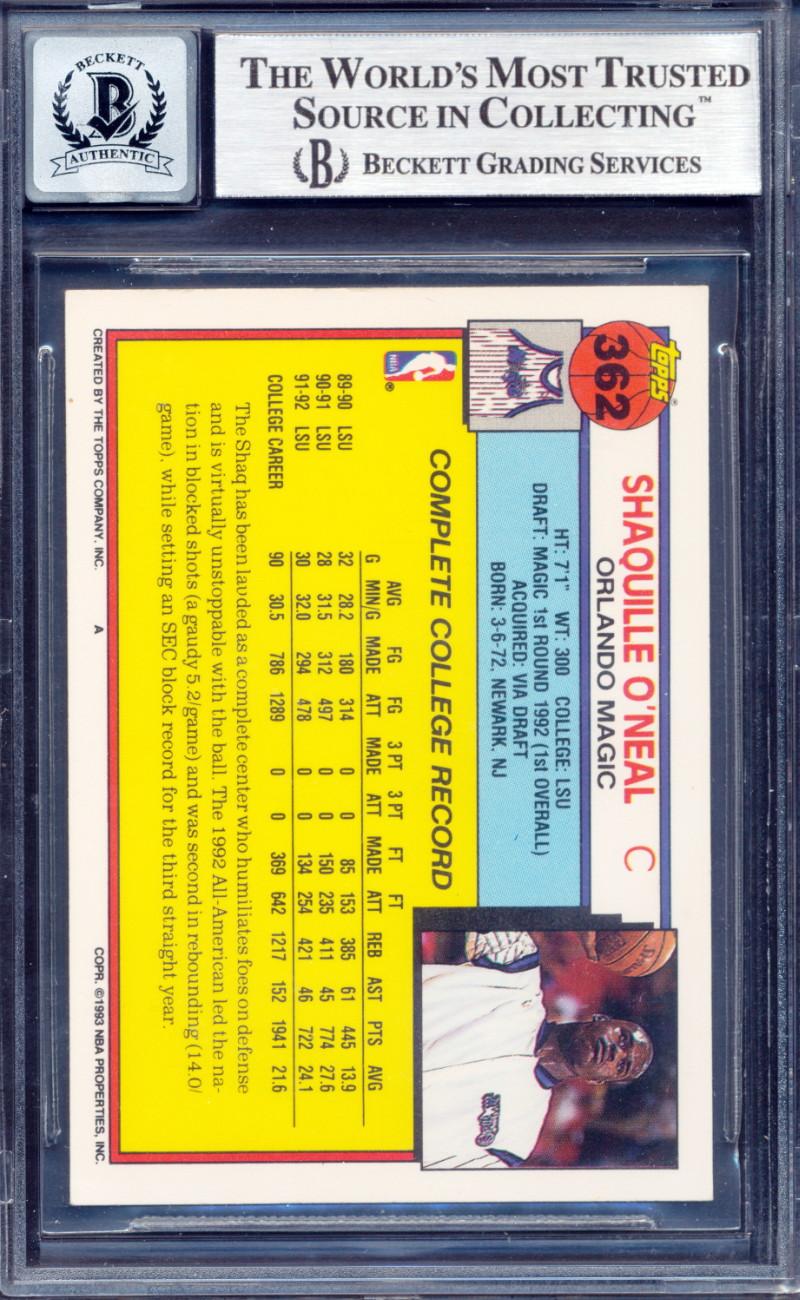 BECKETT
B
AUTHENTIC
THE WORLD'S MOST TRUSTED
SOURCE IN COLLECTING™
B BECKETT GRADING SERVICES
topps®
362
SHAQUILLE O'NEAL C
ORLANDO MAGIC
HT: 7'1" WT: 300 COLLEGE: LSU
DRAFT: MAGIC 1st ROUND 1992 (1st OVERALL)
ACQUIRED: VIA DRAFT
BORN: 3-6-72, NEWARK, NJ
NBA®
COMPLETE COLLEGE RECORD
AVG FG FG 3 PT 3 PT FT FT
G MIN/G MADE ATT MADE ATT MADE ATT REB AST PTS AVG
89-90 LSU 32 28.2 180 314 0 0 85 153 385 61 445 13.9
90-91 LSU 28 31.5 312 497 0 0 150 235 411 45 774 27.6
91-92 LSU 30 32.0 294 478 0 0 134 254 421 46 722 24.1
COLLEGE CAREER 90 30.5 786 1289 0 0 369 642 1217 152 1941 21.6
The Shaq has been lauded as a complete center who humiliates foes on defense
and is virtually unstoppable with the ball. The 1992 All-American led the na-
tion in blocked shots (a gaudy 5.2/game) and was second in rebounding (14.0/
game), while setting an SEC block record for the third straight year.
CREATED BY THE TOPPS COMPANY, INC. A COPR. ©1993 NBA PROPERTIES, INC.